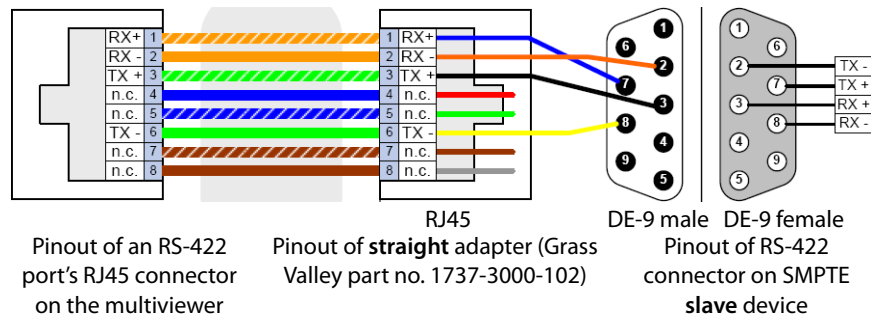 RX+ 1 1 RX+
RX - 2 2 RX -
TX + 3 3 TX +
n.c. 4 4 n.c.
n.c. 5 5 n.c.
TX - 6 6 TX -
n.c. 7 7 n.c.
n.c. 8 8 n.c.
1
6
2
7
3
8
4
9
5
1
6
2
7
3
8
4
9
5
TX -
TX +
RX +
RX -
RJ45
DE-9 male
DE-9 female
Pinout of an RS-422
port's RJ45 connector
on the multiviewer
Pinout of straight adapter (Grass
Valley part no. 1737-3000-102)
Pinout of RS-422
connector on SMPTE
slave device